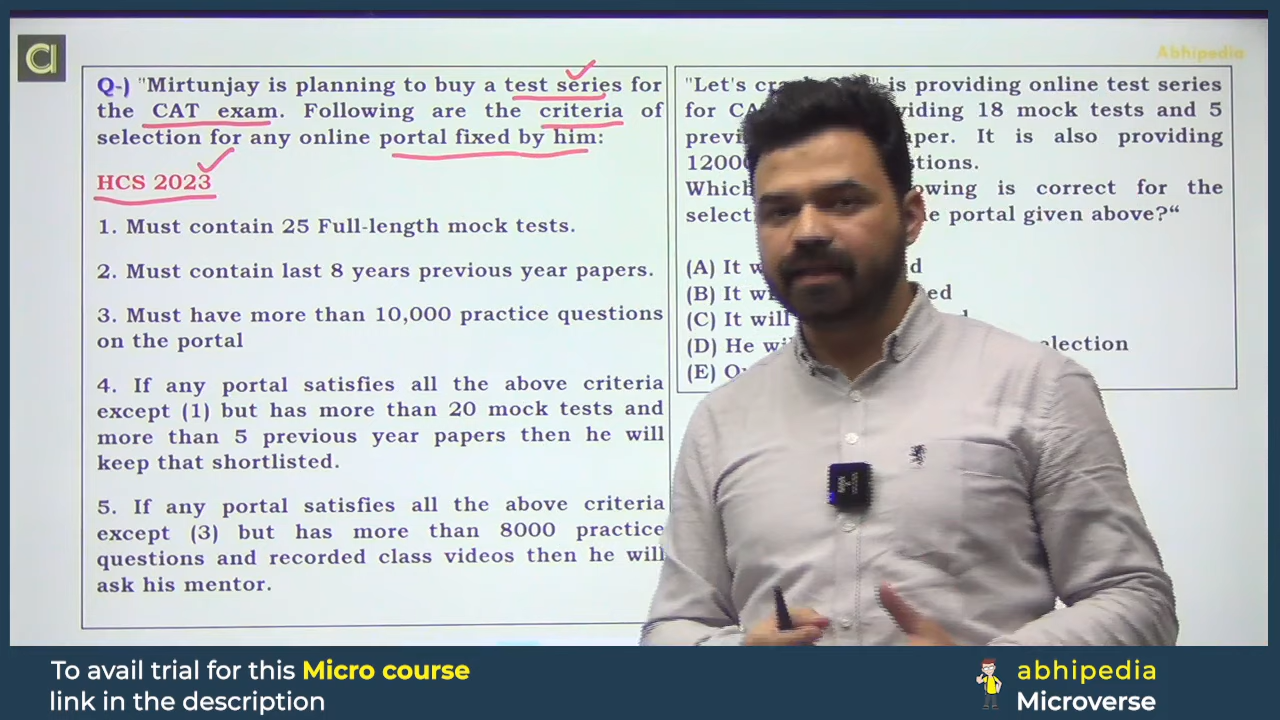 Abhipedia
Q-) "Mirtunjay is planning to buy a test series for
the CAT exam. Following are the criteria of
selection for any online portal fixed by him:
HCS 2023
1. Must contain 25 Full-length mock tests.
2. Must contain last 8 years previous year papers.
3. Must have more than 10,000 practice questions
on the portal
4. If any portal satisfies all the above criteria
except (1) but has more than 20 mock tests and
more than 5 previous year papers then he will
keep that shortlisted.
5. If any portal satisfies all the above criteria
except (3) but has more than 8000 practice
questions and recorded class videos then he will
ask his mentor.
"Let's is providing online test series
for 18 mock tests and 5
It is also providing
Which is correct for the
portal given above?“
(A) It
(B) It
(C) It will
(D) He
(E)
To avail trial for this Micro course
link in the description
abhipedia
Microverse